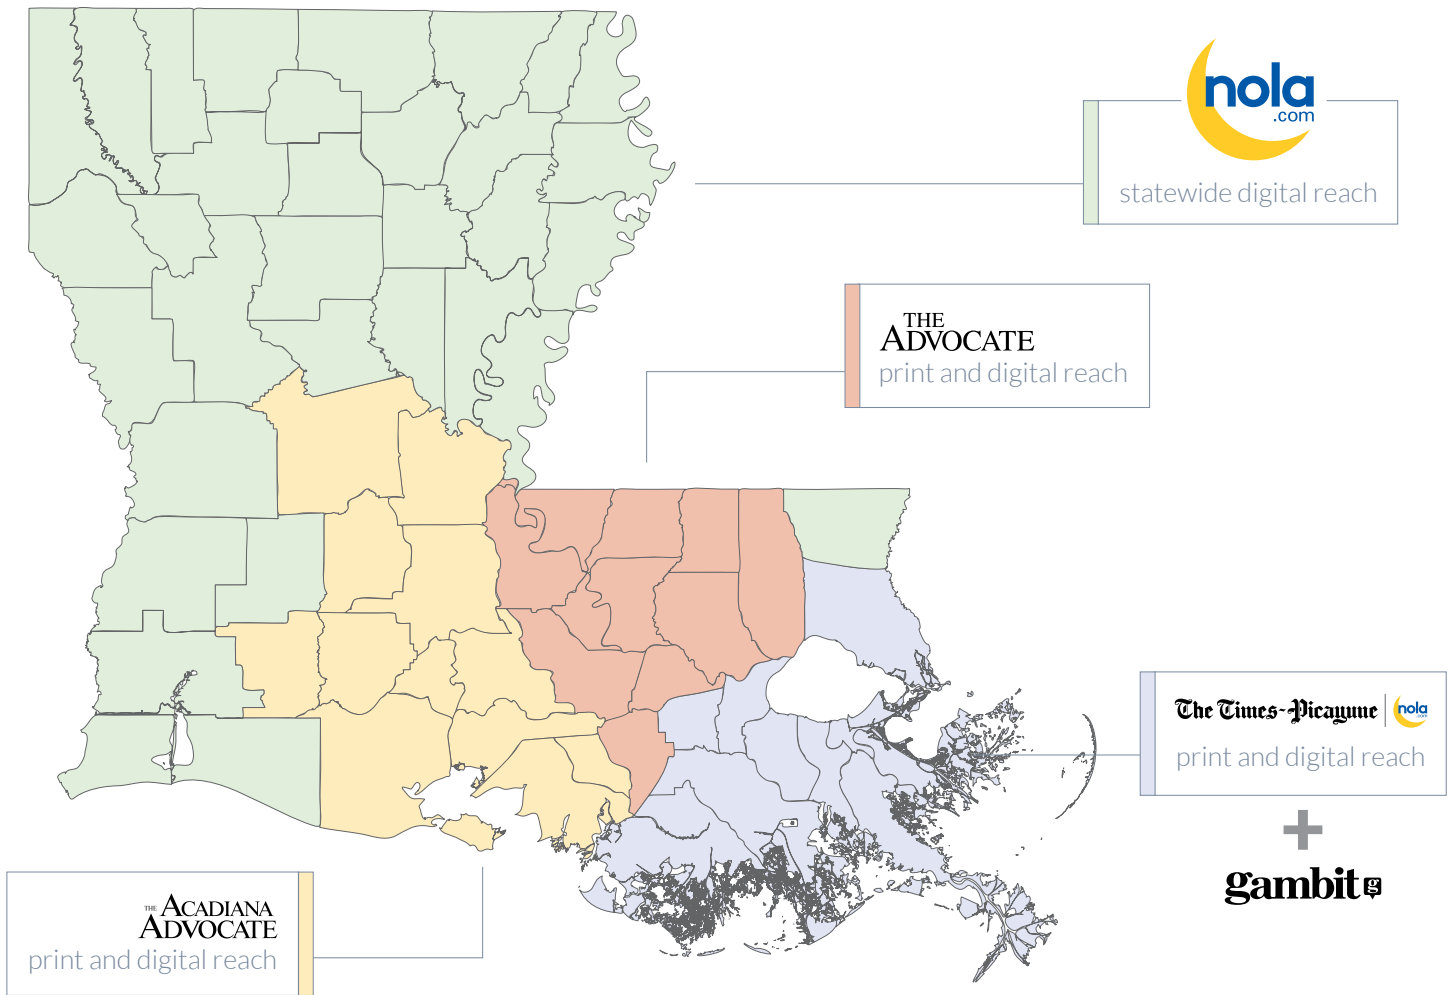 nola
.com
statewide digital reach
THE
ADVOCATE
print and digital reach
The Times-Picayune | nola
.com
print and digital reach
+
gambit g
THE ACADIANA
ADVOCATE
print and digital reach